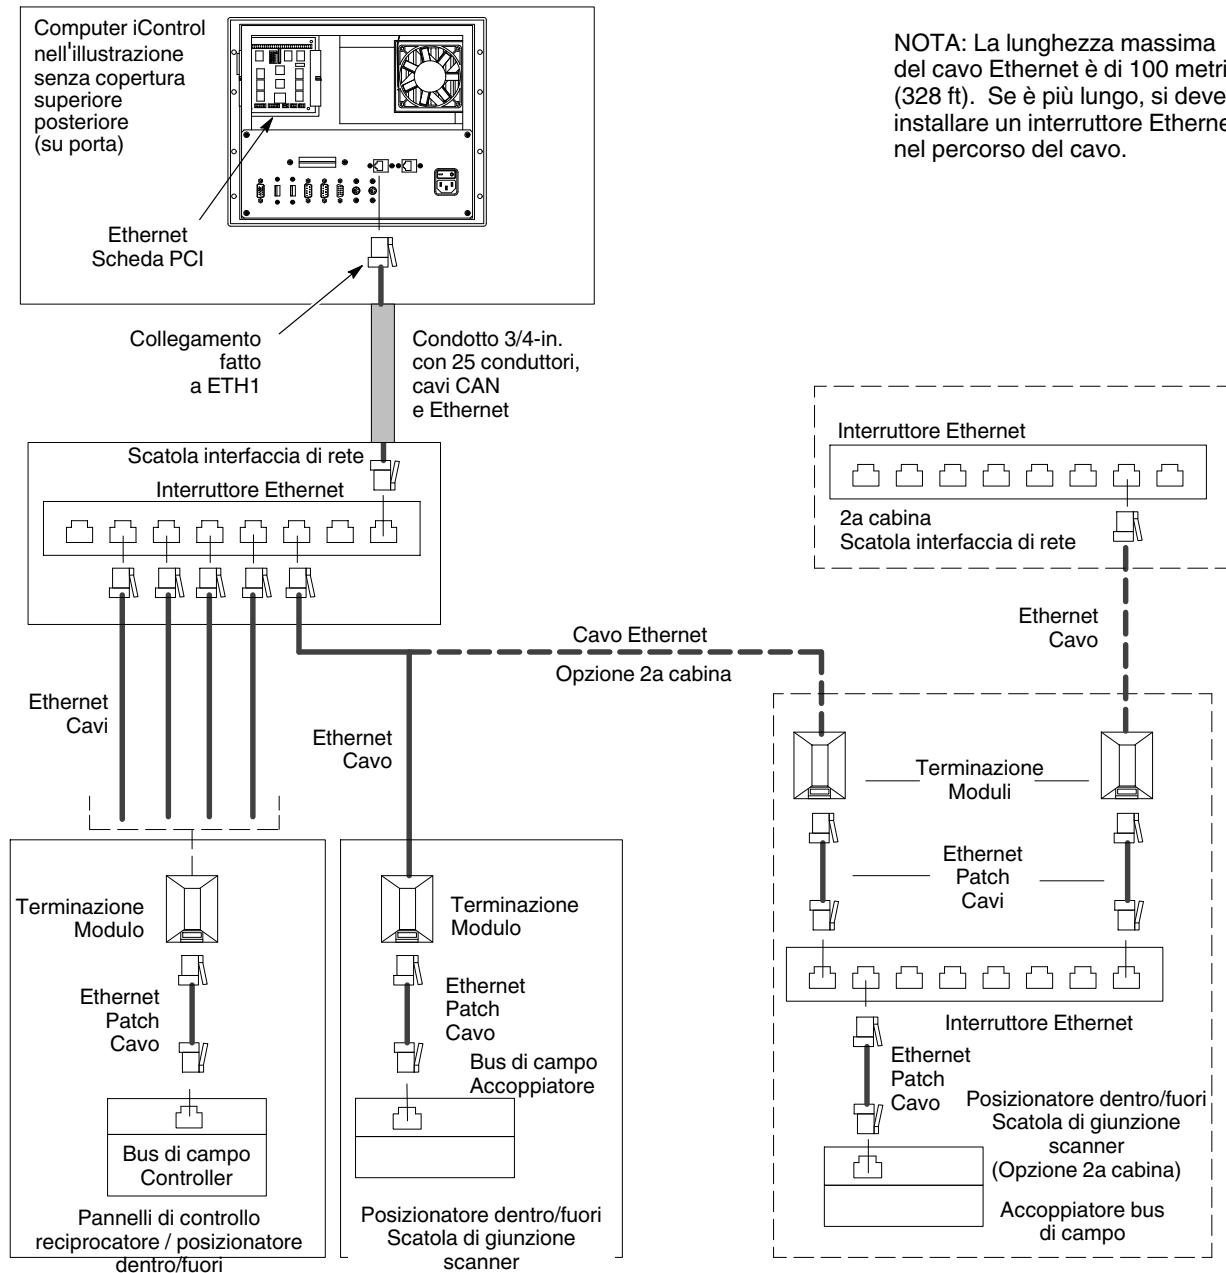 Computer iControl
nell'illustrazione
senza copertura
superiore
posteriore
(su porta)
NOTA: La lunghezza massima
del cavo Ethernet è di 100 metri
(328 ft). Se è più lungo, si deve
installare un interruttore Etherne
nel percorso del cavo.
Ethernet
Scheda PCI
Collegamento
fatto
a ETH1
Condotto 3/4-in.
con 25 conduttori,
cavi CAN
e Ethernet
Scatola interfaccia di rete
Interruttore Ethernet
Interruttore Ethernet
2a cabina
Scatola interfaccia di rete
Ethernet
Cavo
Cavo Ethernet
Opzione 2a cabina
Ethernet
Cavi
Ethernet
Cavo
Terminazione
Moduli
Ethernet
Patch
Cavi
Terminazione
Modulo
Terminazione
Modulo
Ethernet
Patch
Cavo
Ethernet
Patch
Cavo
Bus di campo
Accoppiatore
Interruttore Ethernet
Ethernet
Patch
Cavo
Posizionatore dentro/fuori
Scatola di giunzione
scanner
(Opzione 2a cabina)
Accoppiatore bus
di campo
Bus di campo
Controller
Pannelli di controllo
reciprocatore / posizionatore
dentro/fuori
Posizionatore dentro/fuori
Scatola di giunzione
scanner